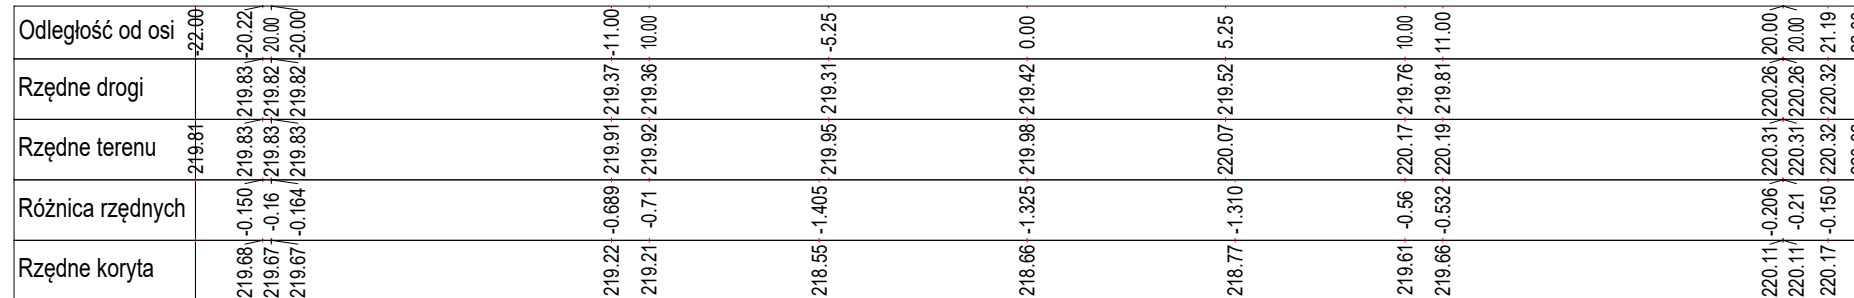 Odległość od osi -22.00 -20.22 20.00 -20.00 -11.00 10.00 -5.25 0.00 5.25 10.00 11.00 20.00 20.00 21.19
Rzędne drogi 219.83 219.82 219.82 219.37 219.36 219.31 219.42 219.52 219.76 219.81 220.26 220.26 220.32
Rzędne terenu 219.81 219.83 219.83 219.83 219.91 219.92 219.95 219.98 220.07 220.17 220.19 220.31 220.31 220.32
Różnica rzędnych -0.150 -0.16 -0.164 -0.689 -0.71 -1.405 -1.325 -1.310 -0.56 -0.532 -0.206 -0.21 -0.150
Rzędne koryta 219.68 219.67 219.67 219.22 219.21 218.55 218.66 218.77 219.61 219.66 220.11 220.11 220.17